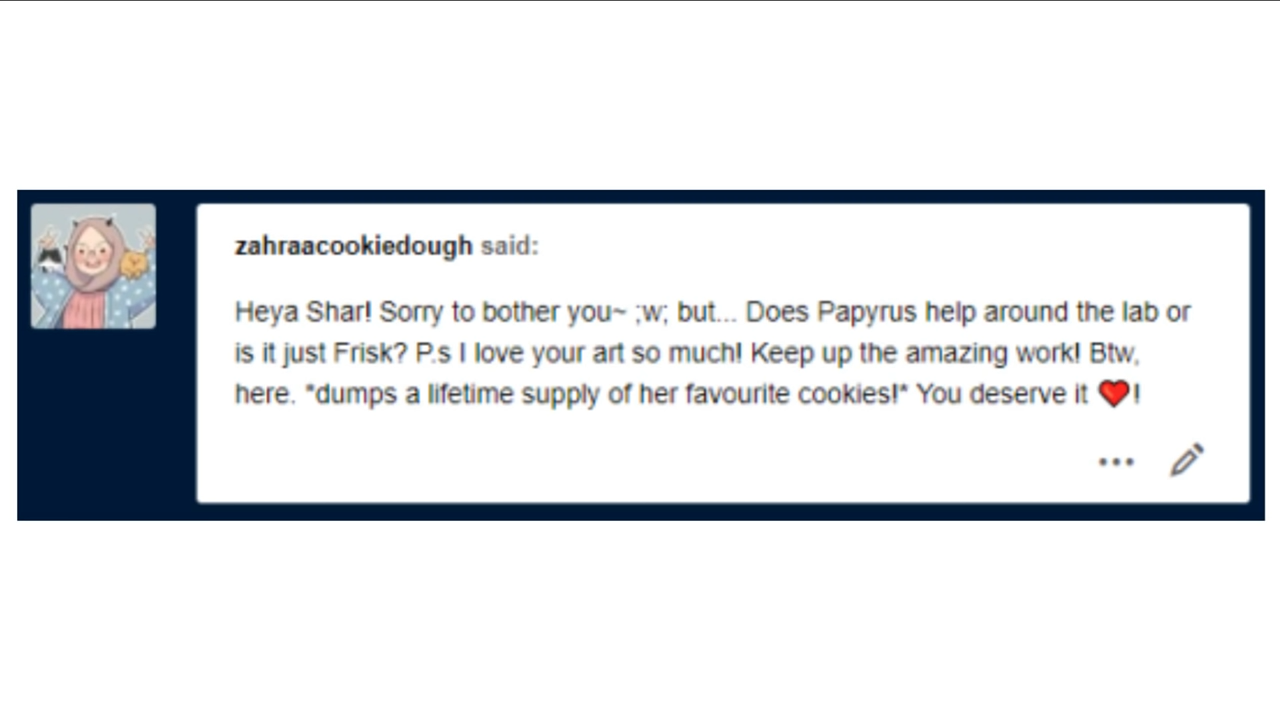 zahraacookiedough said:
Heya Shar! Sorry to bother you~ ;w; but... Does Papyrus help around the lab or
is it just Frisk? P.s I love your art so much! Keep up the amazing work! Btw,
here. *dumps a lifetime supply of her favourite cookies!* You deserve it ❤️!